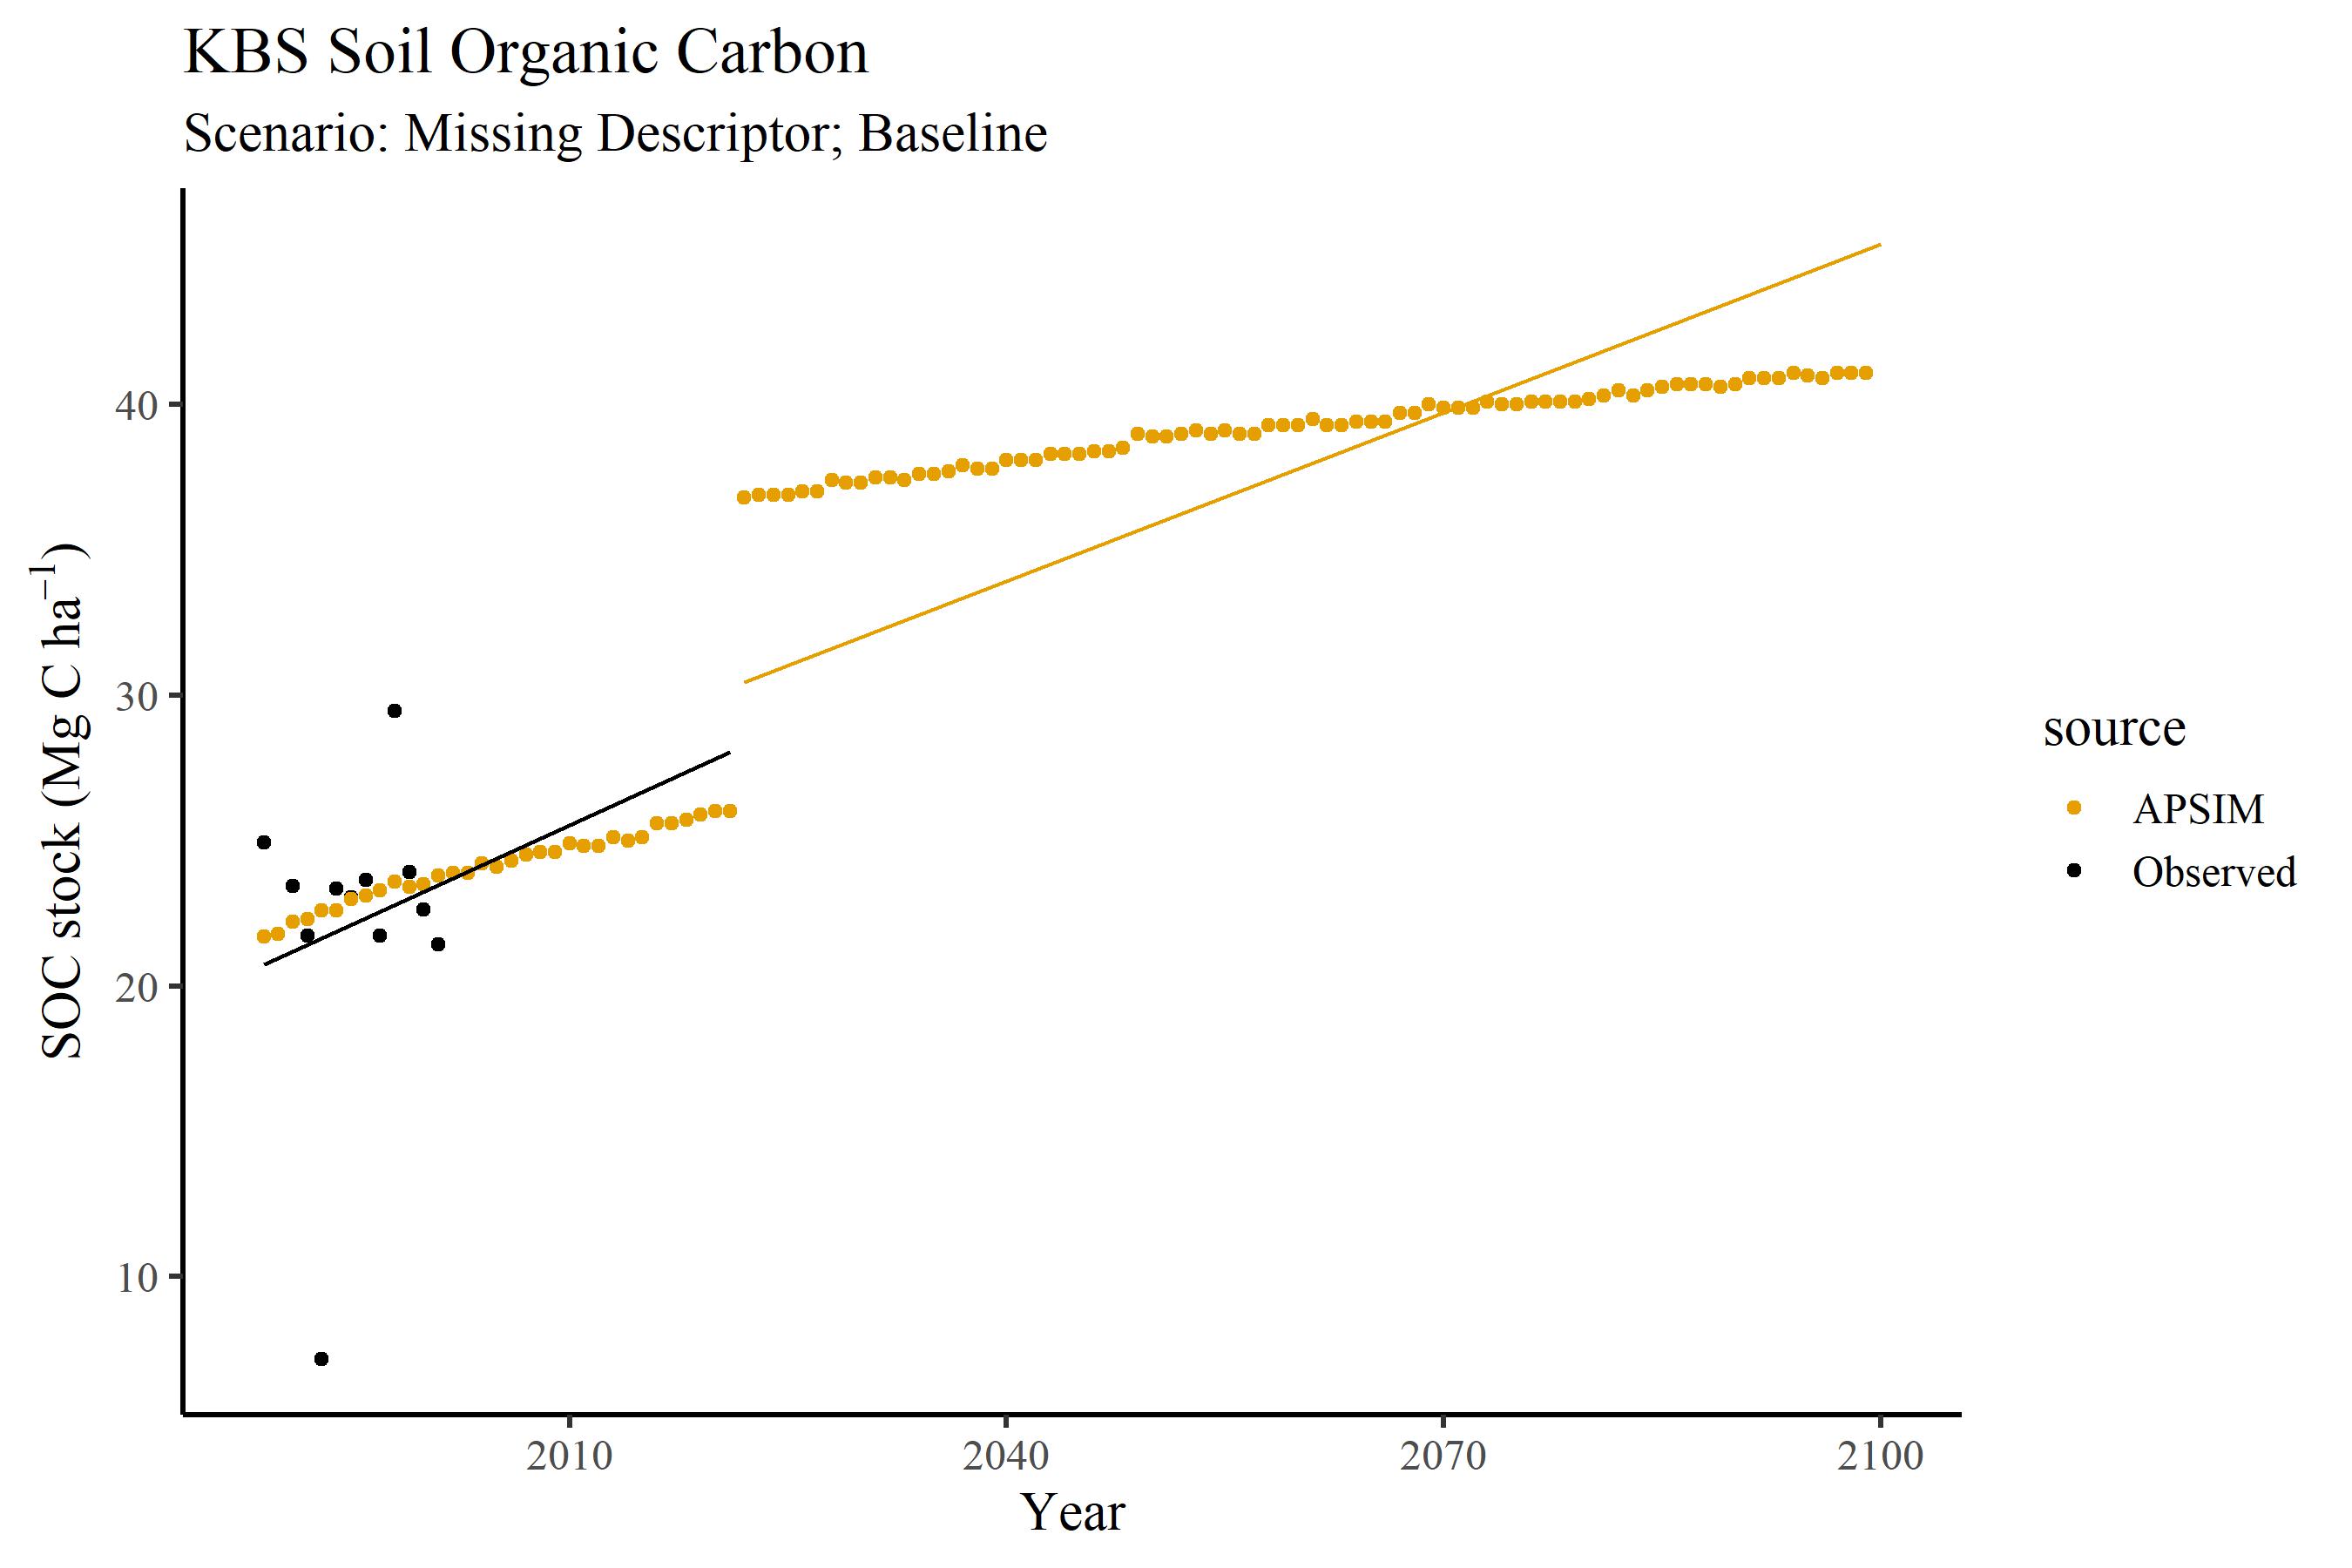 KBS Soil Organic Carbon
Scenario: Missing Descriptor; Baseline
SOC stock (Mg C ha⁻¹)
40
30
20
10
2010 2040 2070 2100
Year
source
APSIM
Observed